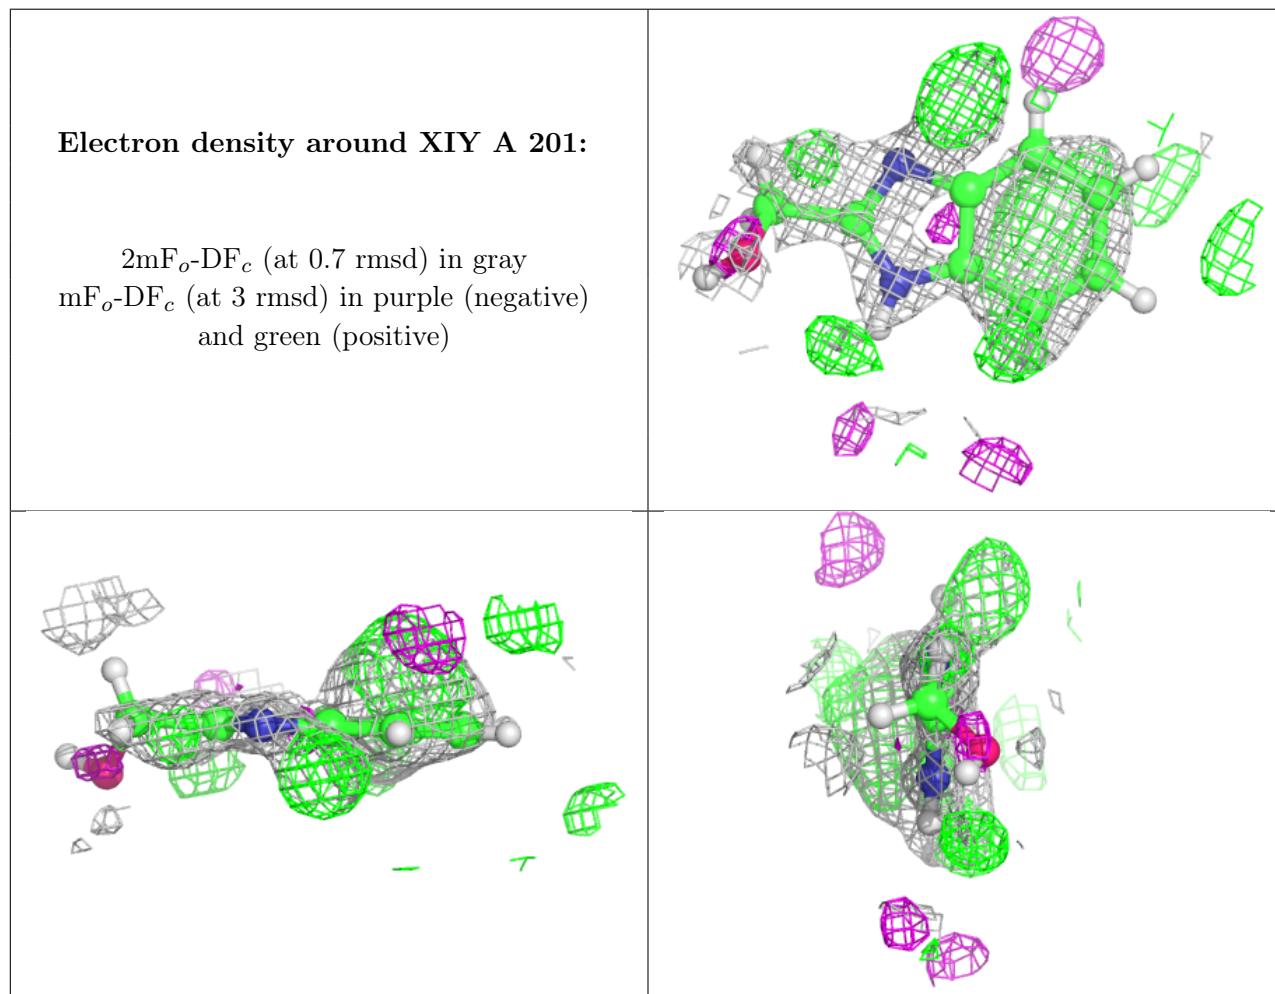 Electron density around XIY A 201:
2mFo-DFc (at 0.7 rmsd) in gray
mFo-DFc (at 3 rmsd) in purple (negative)
and green (positive)